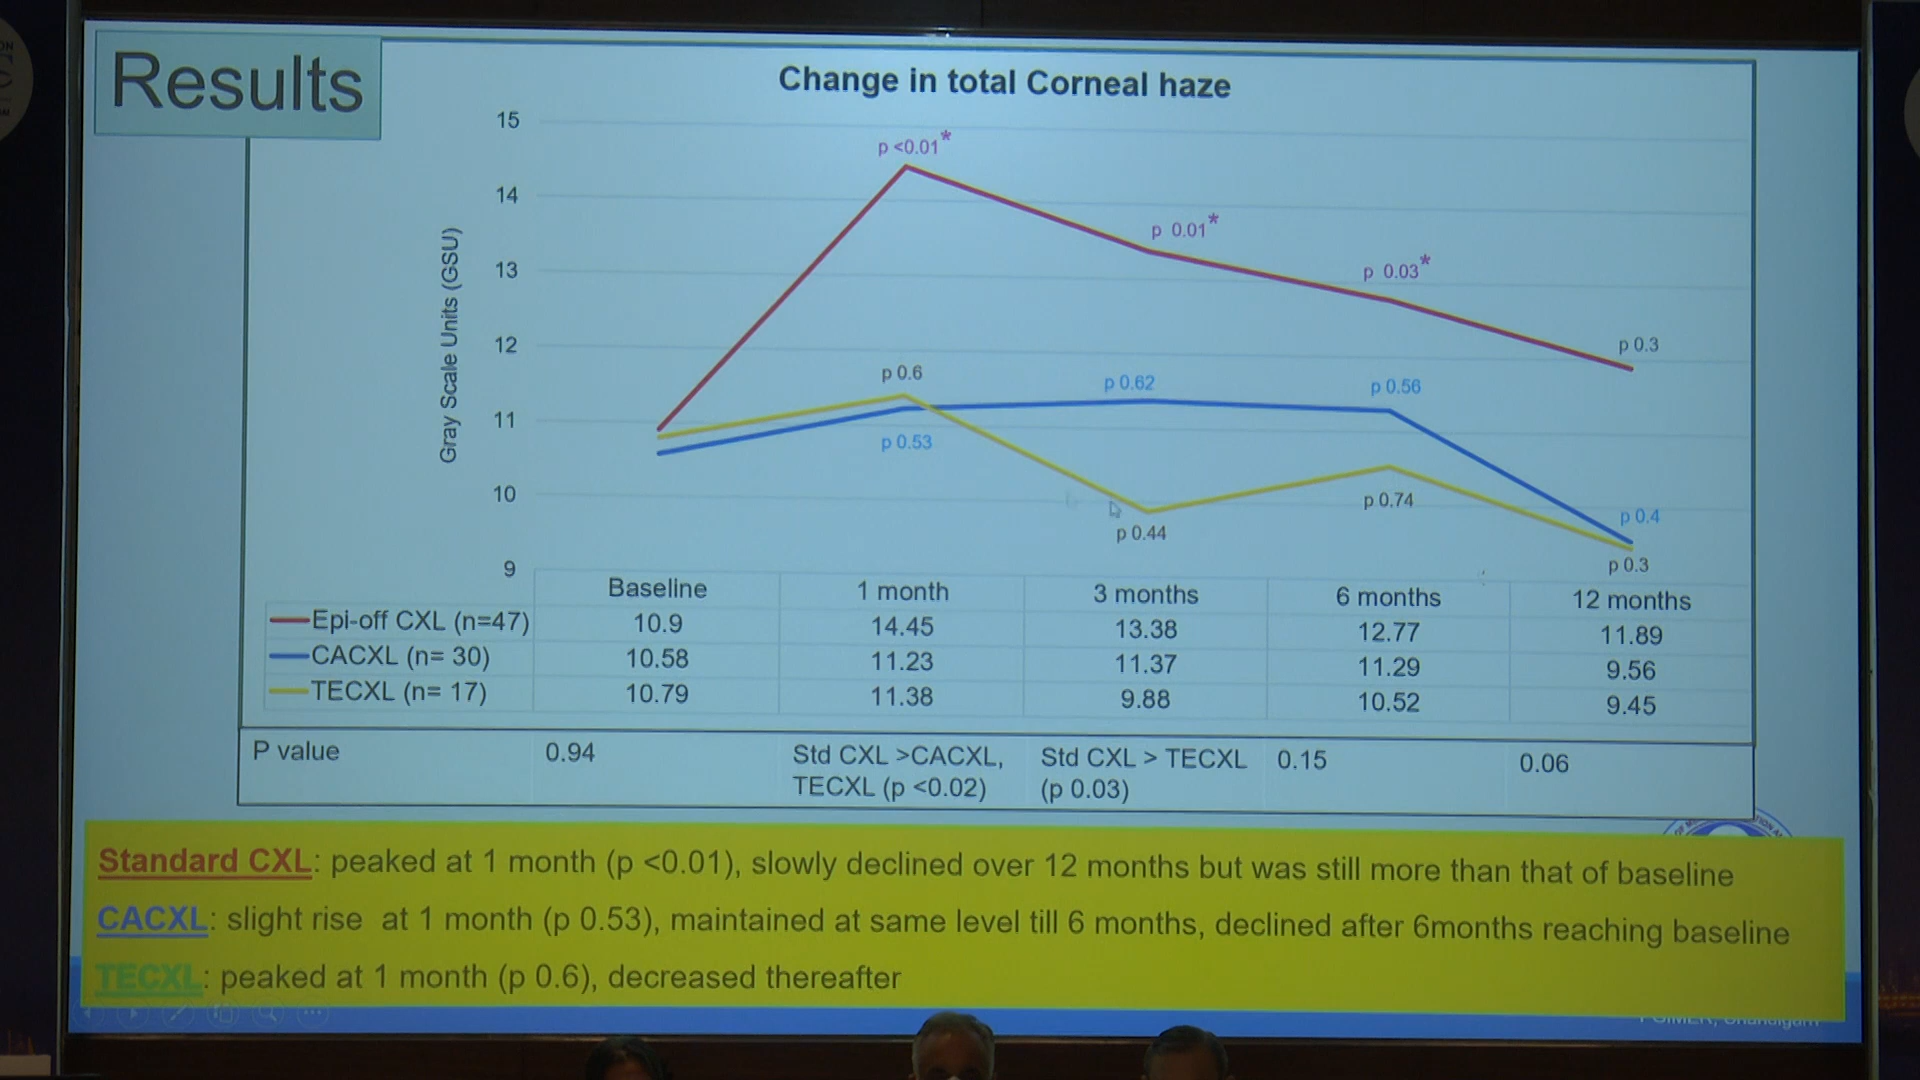 Results
Change in total Corneal haze
15
14
13
12
11
10
9
Gray Scale Units (GSU)
p <0.01*
p 0.01*
p 0.03*
p 0.3
p 0.6
p 0.62
p 0.56
p 0.53
p 0.44
p 0.74
p 0.4
p 0.3
Baseline 1 month 3 months 6 months 12 months
Epi-off CXL (n=47) 10.9 14.45 13.38 12.77 11.89
CACXL (n= 30) 10.58 11.23 11.37 11.29 9.56
TECXL (n= 17) 10.79 11.38 9.88 10.52 9.45
P value 0.94 Std CXL >CACXL, Std CXL > TECXL 0.15 0.06
TECXL (p <0.02) (p 0.03)
Standard CXL: peaked at 1 month (p <0.01), slowly declined over 12 months but was still more than that of baseline
CACXL: slight rise at 1 month (p 0.53), maintained at same level till 6 months, declined after 6months reaching baseline
TECXL: peaked at 1 month (p 0.6), decreased thereafter
PGIMER, Chandigarh